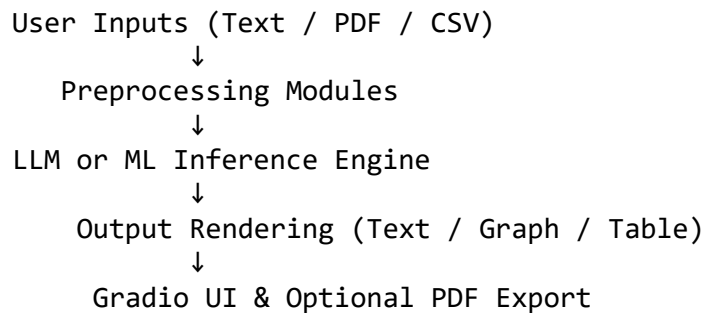 User Inputs (Text / PDF / CSV)
↓
Preprocessing Modules
↓
LLM or ML Inference Engine
↓
Output Rendering (Text / Graph / Table)
↓
Gradio UI & Optional PDF Export